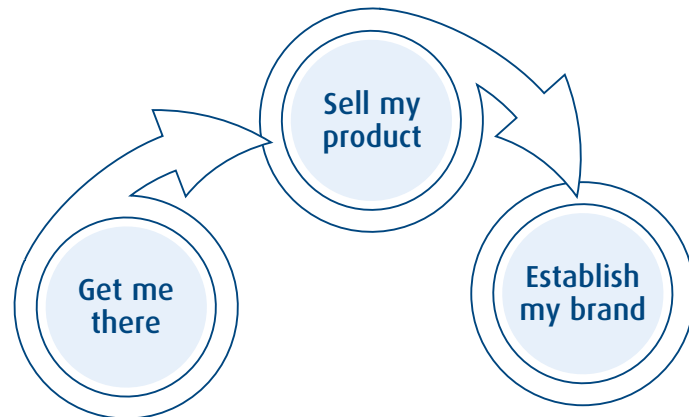 Get me
there
Sell my
product
Establish
my brand